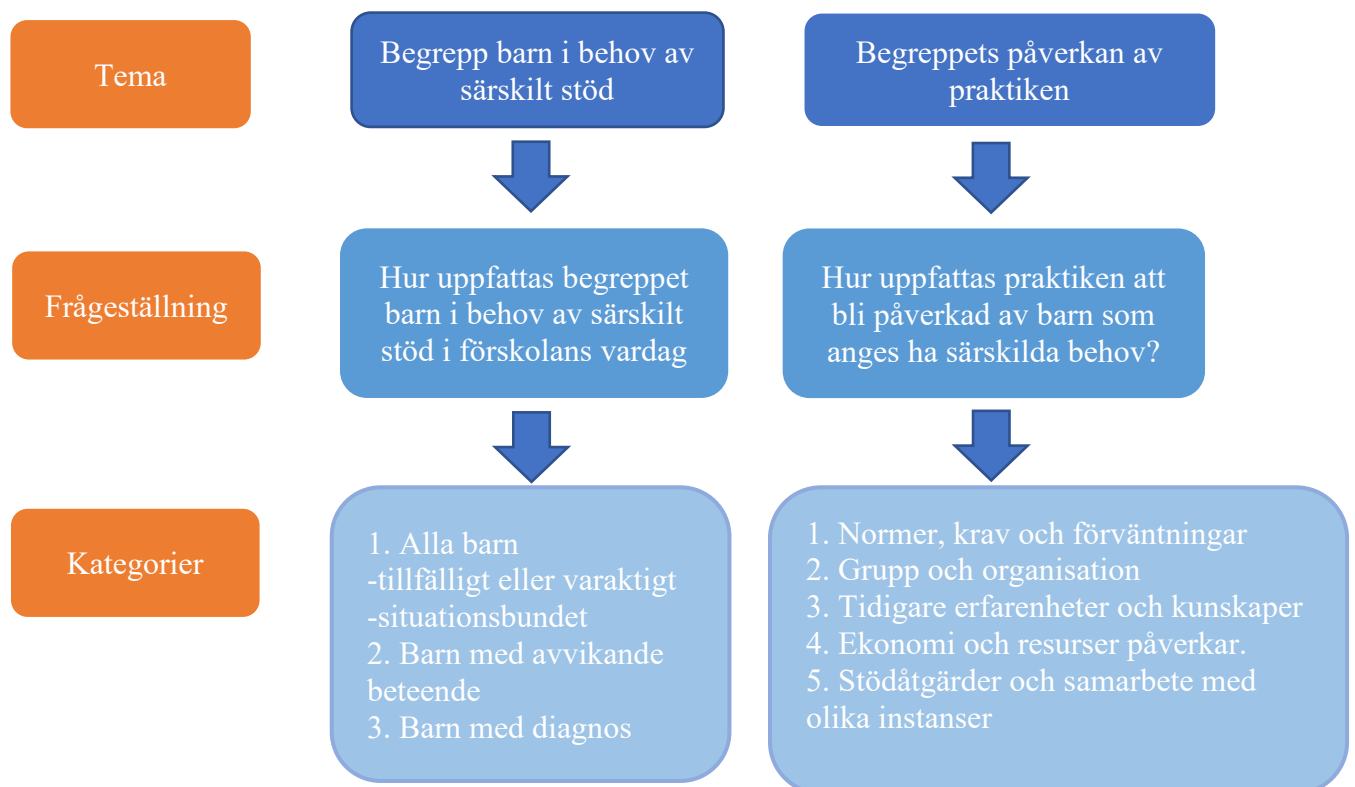 Tema
Begrepp barn i behov av
särskilt stöd
Begreppets påverkan av
praktiken
Frågeställning
Hur uppfattas begreppet
barn i behov av särskilt
stöd i förskolans vardag
Hur uppfattas praktiken att
bli påverkad av barn som
anges ha särskilda behov?
Kategorier
1. Alla barn
-tillfälligt eller varaktigt
-situationsbundet
2. Barn med avvikande
beteende
3. Barn med diagnos
1. Normer, krav och förväntningar
2. Grupp och organisation
3. Tidigare erfarenheter och kunskaper
4. Ekonomi och resurser påverkar.
5. Stödåtgärder och samarbete med
olika instanser